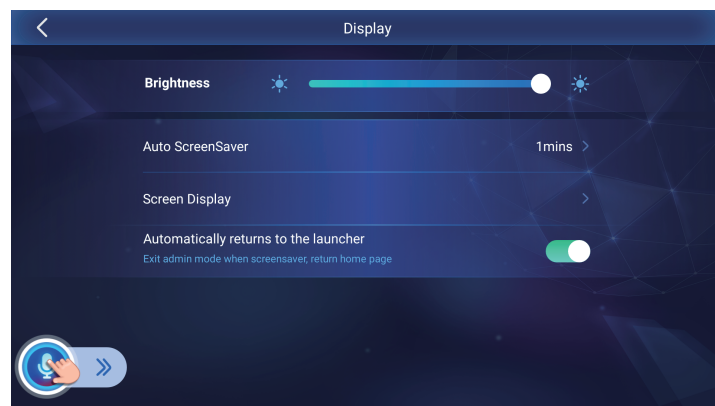 Display
Brightness
Auto ScreenSaver 1mins
Screen Display
Automatically returns to the launcher
Exit admin mode when screensaver, return home page